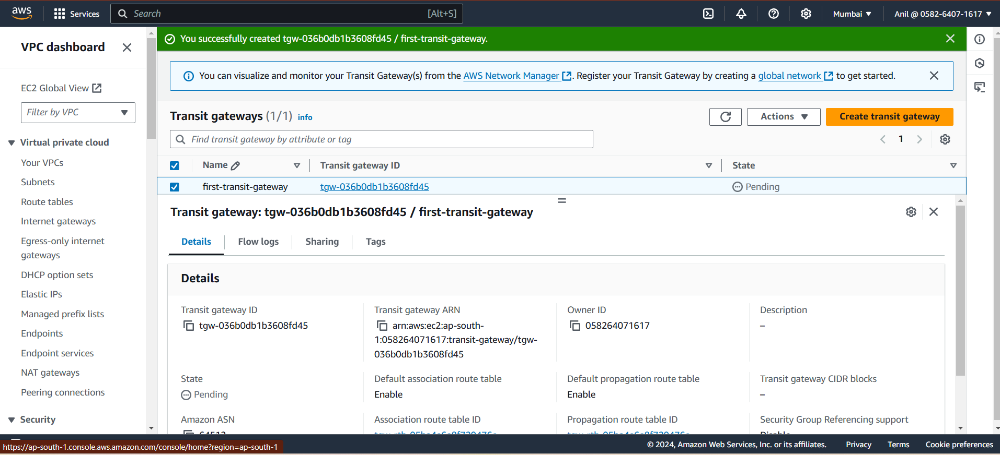 aws
Services
Search
[Alt+S]
Mumbai
Anil @ 0582-6407-1617
VPC dashboard
EC2 Global View
Filter by VPC
Virtual private cloud
Your VPCs
Subnets
Route tables
Internet gateways
Egress-only internet
gateways
DHCP option sets
Elastic IPs
Managed prefix lists
Endpoints
Endpoint services
NAT gateways
Peering connections
Security
You successfully created tgw-036b0db1b3608fd45 / first-transit-gateway.
You can visualize and monitor your Transit Gateway(s) from the AWS Network Manager. Register your Transit Gateway by creating a global network to get started.
Transit gateways (1/1) info
Actions
Create transit gateway
Find transit gateway by attribute or tag
1
Name
Transit gateway ID
State
first-transit-gateway
tgw-036b0db1b3608fd45
Pending
Transit gateway: tgw-036b0db1b3608fd45 / first-transit-gateway
Details
Flow logs
Sharing
Tags
Details
Transit gateway ID
tgw-036b0db1b3608fd45
Transit gateway ARN
arn:aws:ec2:ap-south-
1:058264071617:transit-gateway/tgw-
036b0db1b3608fd45
Owner ID
058264071617
Description
–
State
Pending
Default association route table
Enable
Default propagation route table
Enable
Transit gateway CIDR blocks
–
Amazon ASN
64512
Association route table ID
Propagation route table ID
Security Group Referencing support
Disable
https://ap-south-1.console.aws.amazon.com/console/home?region=ap-south-1
© 2024, Amazon Web Services, Inc. or its affiliates.
Privacy
Terms
Cookie preferences